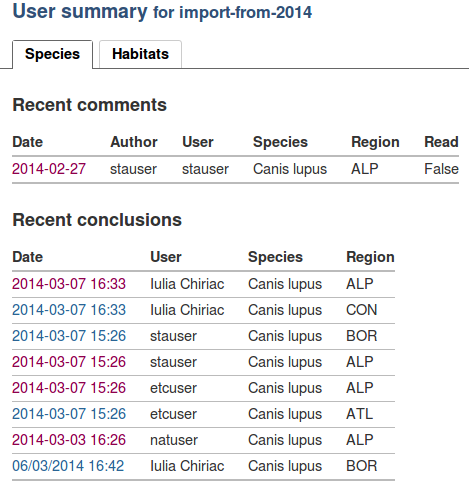 User summary for import-from-2014
Species Habitats
Recent comments
Date Author User Species Region Read
2014-02-27 stauser stauser Canis lupus ALP False
Recent conclusions
Date User Species Region
2014-03-07 16:33 Iulia Chiriac Canis lupus ALP
2014-03-07 16:33 Iulia Chiriac Canis lupus CON
2014-03-07 15:26 stauser Canis lupus BOR
2014-03-07 15:26 stauser Canis lupus ALP
2014-03-07 15:26 etcuser Canis lupus ALP
2014-03-07 15:26 etcuser Canis lupus ATL
2014-03-03 16:26 natuser Canis lupus ALP
06/03/2014 16:42 Iulia Chiriac Canis lupus BOR